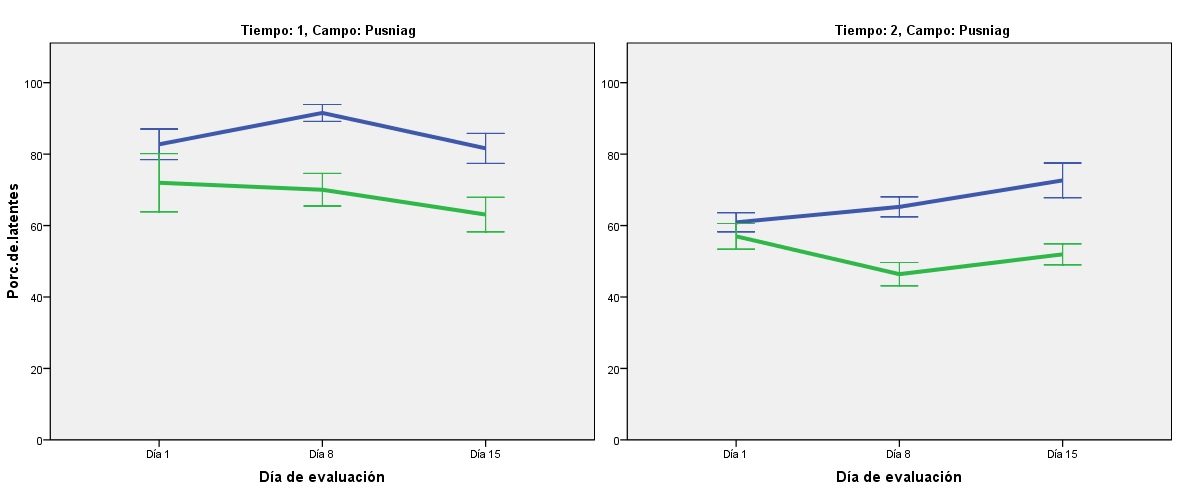 Tiempo: 1, Campo: Pusniag
Tiempo: 2, Campo: Pusniag
Porc.de.latentes
100
80
60
40
20
0
Día 1
Día 8
Día 15
Día de evaluación
100
80
60
40
20
0
Día 1
Día 8
Día 15
Día de evaluación